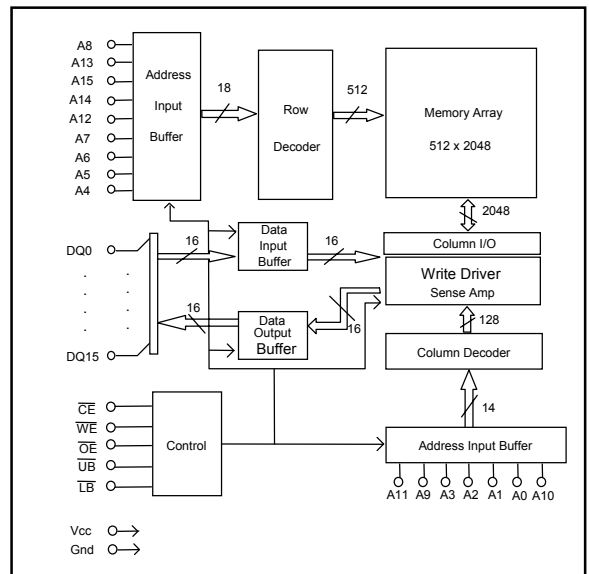 A8
A13
A15
A14
A12
A7
A6
A5
A4
Address
Input
Buffer
18
Row
Decoder
512
Memory Array
512 x 2048
2048
DQ0
. .
. .
. .
. .
DQ15
16
Data
Input
Buffer
16
Column I/O
Write Driver
Sense Amp
16
Data
Output
Buffer
16
128
Column Decoder
14
CE
WE
OE
UB
LB
Control
Address Input Buffer
A11 A9 A3 A2 A1 A0 A10
Vcc
Gnd